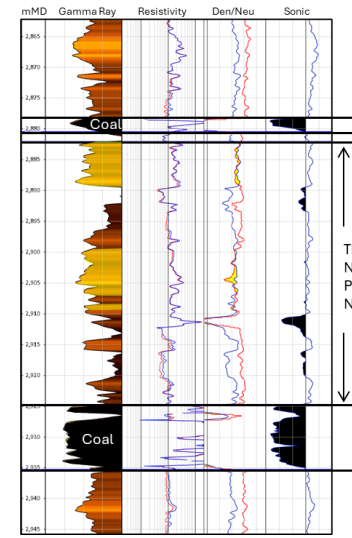 mMD Gamma Ray Resistivity Den/Neu Sonic
2,865
2,870
2,875
2,880
Coal
2,885
2,890
2,895
2,900
2,905
2,910
2,915
2,920
2,925
Coal
2,930
2,935
2,940
2,945
T
N
P
N